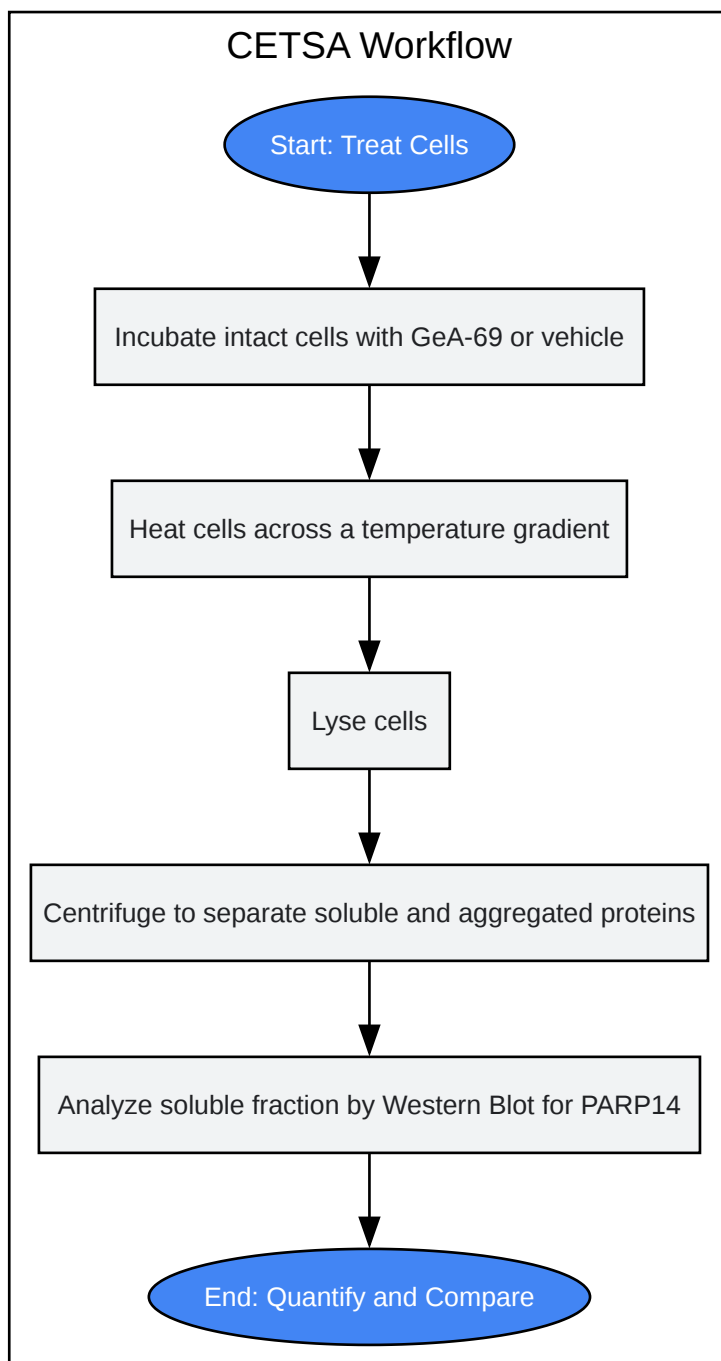 CETSA Workflow
Start: Treat Cells
Incubate intact cells with GeA-69 or vehicle
Heat cells across a temperature gradient
Lyse cells
Centrifuge to separate soluble and aggregated proteins
Analyze soluble fraction by Western Blot for PARP14
End: Quantify and Compare